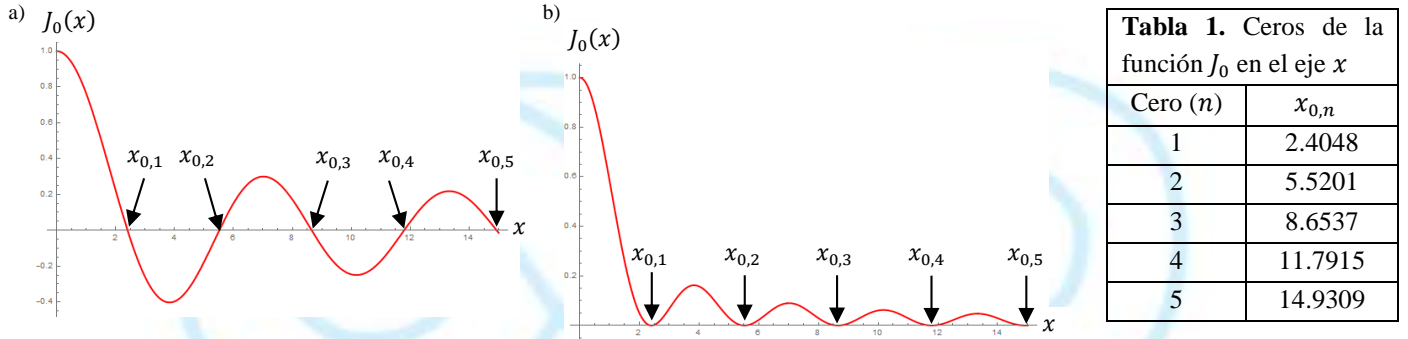 a)
J₀(x)
1.0
0.8
0.6
0.4
0.2
−0.2
−0.4
x₀,₁
x₀,₂
x₀,₃
x₀,₄
x₀,₅
x
2
4
6
8
10
12
14
b)
J₀(x)
1.0
0.8
0.6
0.4
0.2
x₀,₁
x₀,₂
x₀,₃
x₀,₄
x₀,₅
x
2
4
6
8
10
12
14
Tabla 1. Ceros de la
función J₀ en el eje x
Cero (n) x₀,ₙ
1 2.4048
2 5.5201
3 8.6537
4 11.7915
5 14.9309